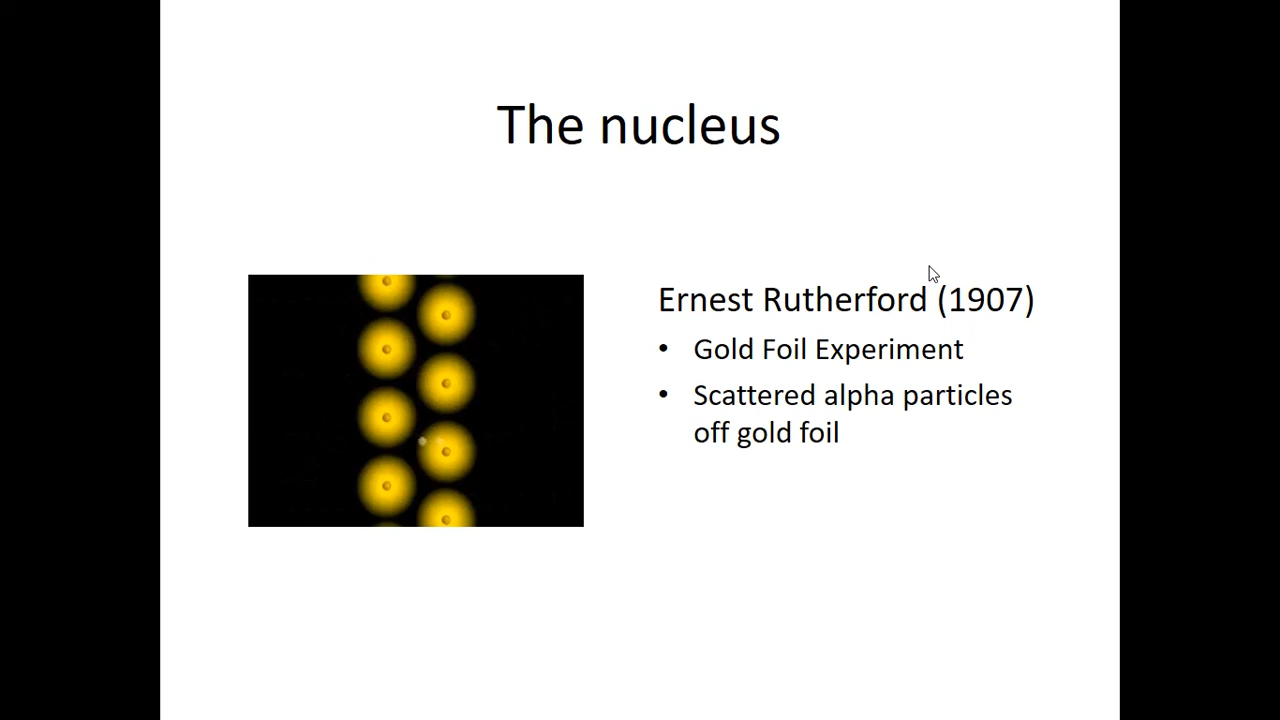 The nucleus
Ernest Rutherford (1907)
• Gold Foil Experiment
• Scattered alpha particles
off gold foil